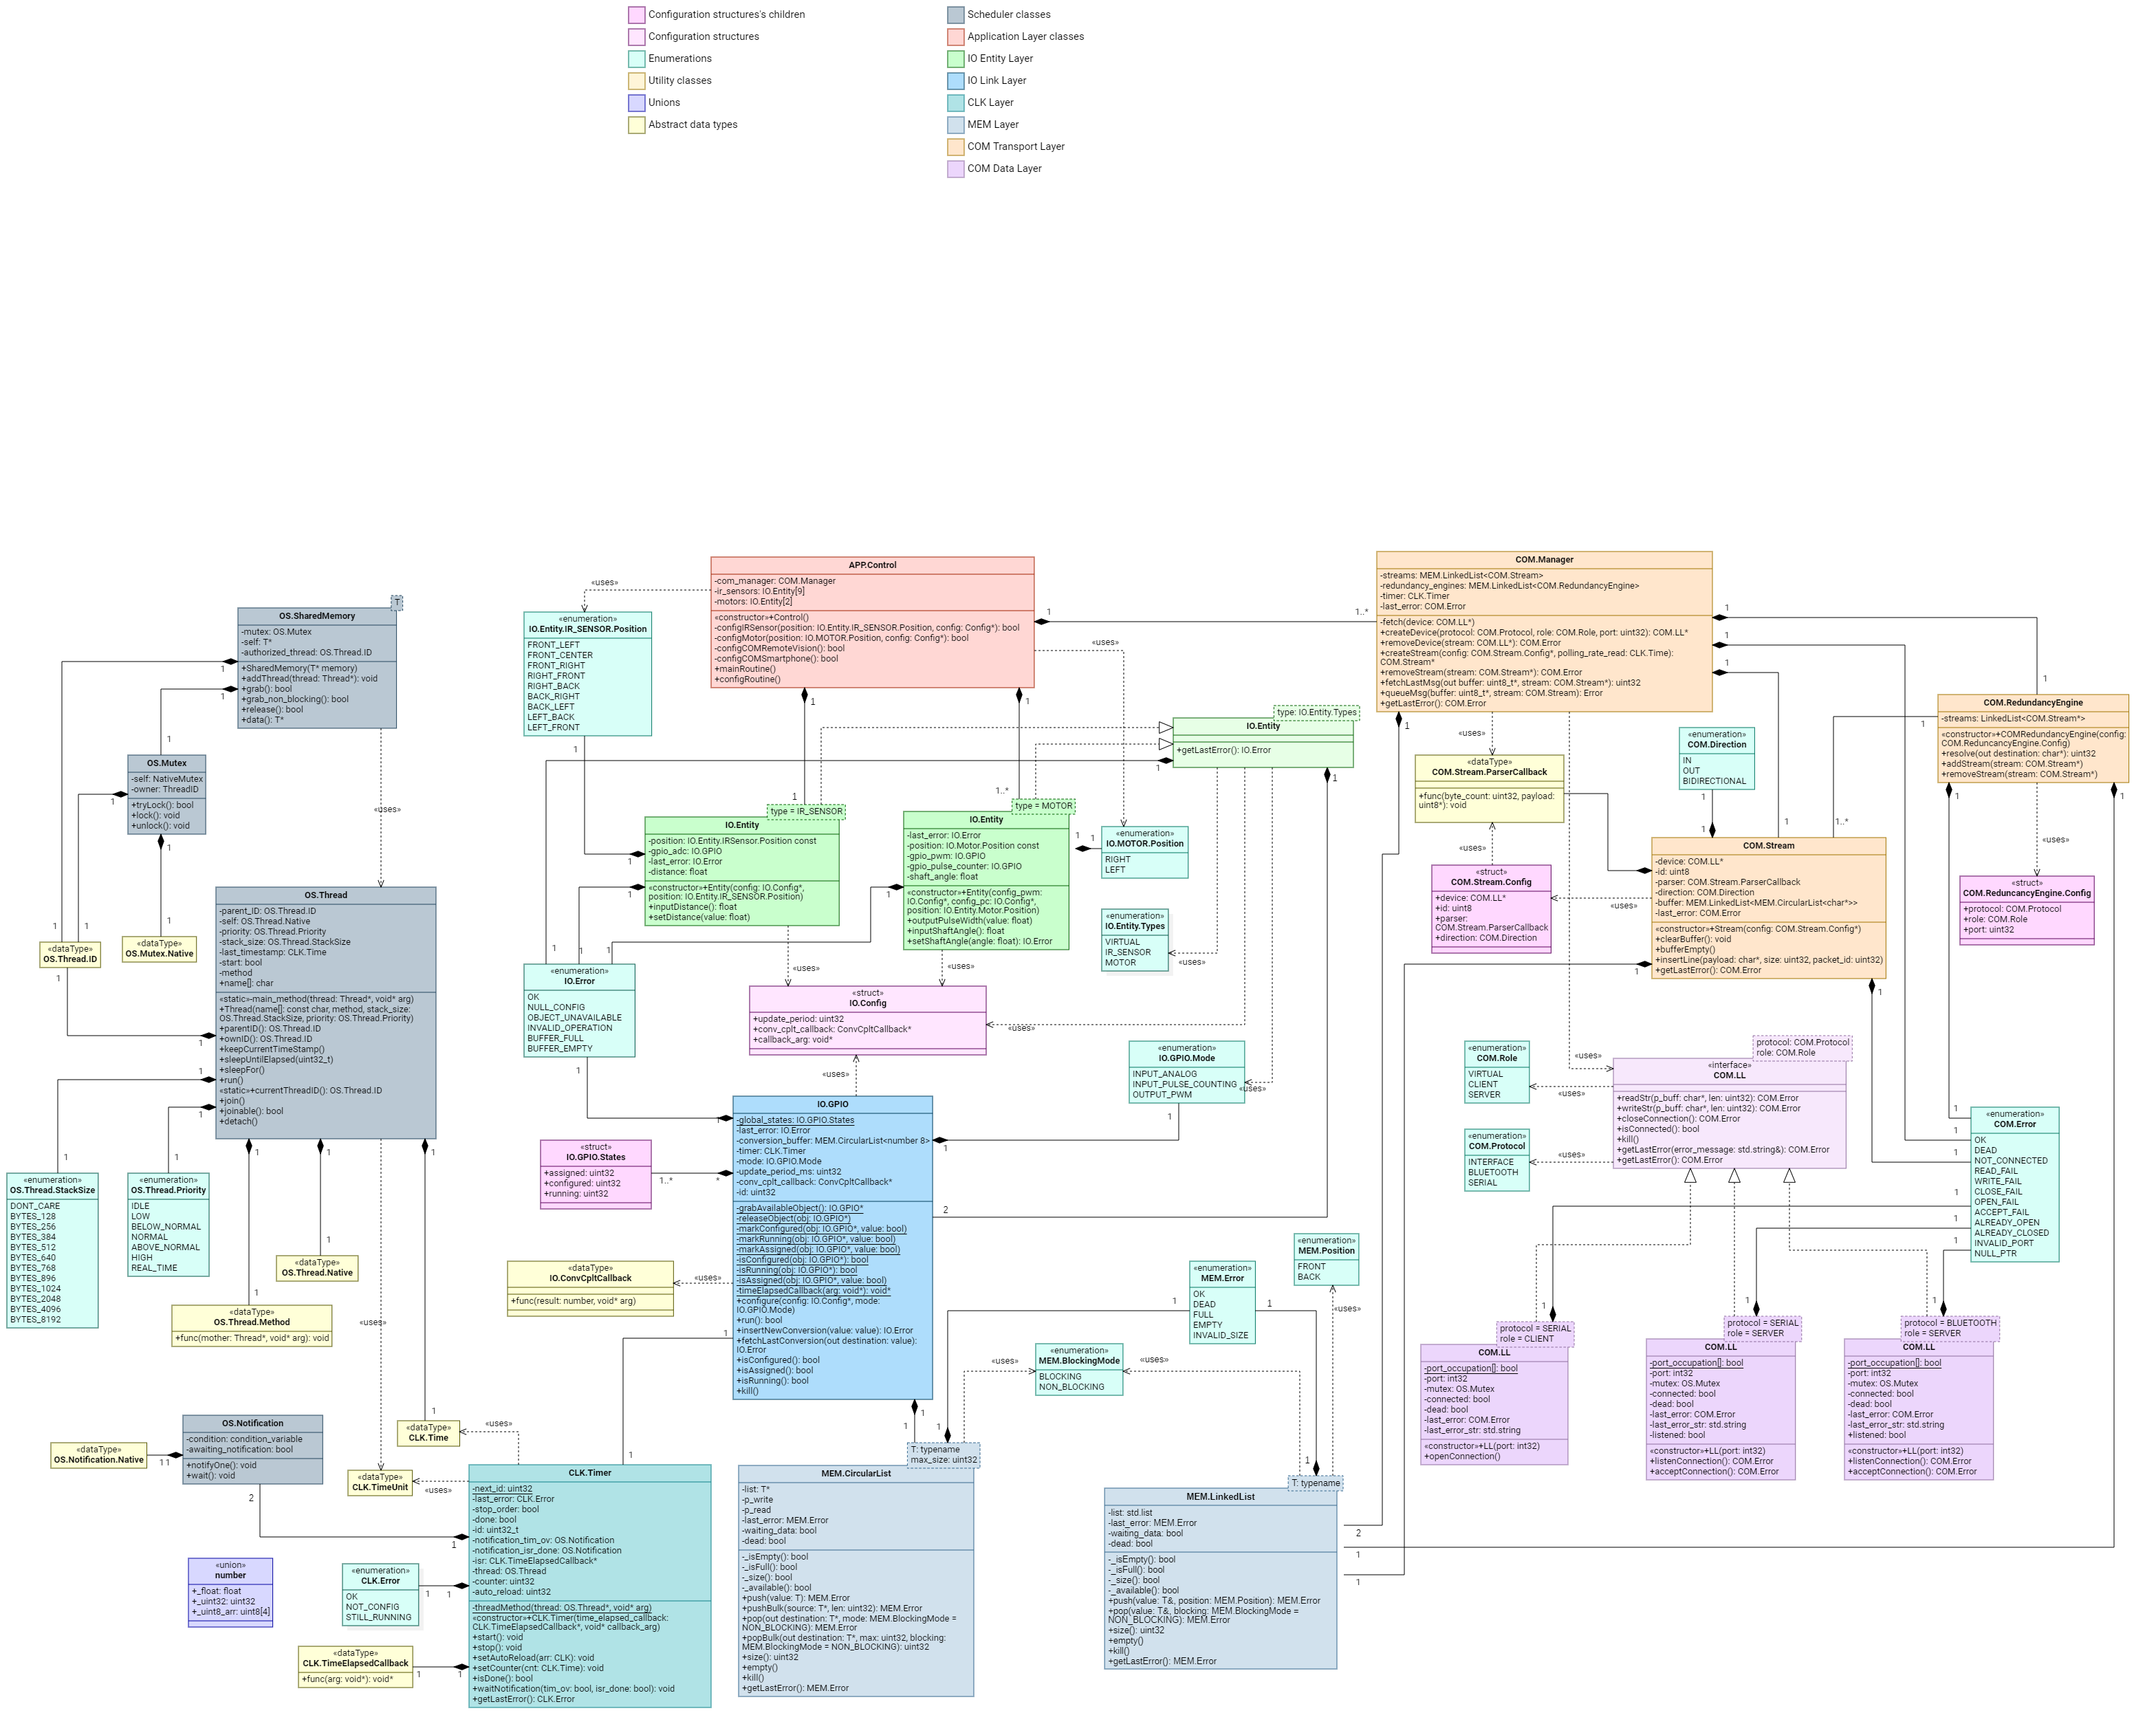 Configuration structures's children
Configuration structures
Enumerations
Utility classes
Unions
Abstract data types
Scheduler classes
Application Layer classes
IO Entity Layer
IO Link Layer
CLK Layer
MEM Layer
COM Transport Layer
COM Data Layer
T
OS.SharedMemory
-mutex: OS.Mutex
-self: T*
-authorized_thread: OS.Thread.ID
+SharedMemory(T* memory)
+addThread(thread: Thread*): void
+grab(): bool
+grab_non_blocking(): bool
+release(): bool
+data(): T*
1
1
1
1
1
OS.Mutex
-self: NativeMutex
-owner: ThreadID
+tryLock(): bool
+lock(): void
+unlock(): void
1
1
1
«uses»
«dataType»
OS.Thread.ID
«dataType»
OS.Mutex.Native
1
OS.Thread
-parent_ID: OS.Thread.ID
-self: OS.Thread.Native
-priority: OS.Thread.Priority
-stack_size: OS.Thread.StackSize
-last_timestamp: CLK.Time
-start: bool
-method
-name[]: char
«static»-main_method(thread: Thread*, void* arg)
+Thread(name[]: const char, method, stack_size:
OS.Thread.StackSize, priority: OS.Thread.Priority)
+parentID(): OS.Thread.ID
+ownID(): OS.Thread.ID
+keepCurrentTimeStamp()
+sleepUntilElapsed(uint32_t)
+sleepFor()
+run()
«static»+currentThreadID(): OS.Thread.ID
+join()
+joinable(): bool
+detach()
1
1
1
1
1
1
1
1
1
1
1
1
«enumeration»
OS.Thread.StackSize
DONT_CARE
BYTES_128
BYTES_256
BYTES_384
BYTES_512
BYTES_640
BYTES_768
BYTES_896
BYTES_1024
BYTES_2048
BYTES_4096
BYTES_8192
«enumeration»
OS.Thread.Priority
IDLE
LOW
BELOW_NORMAL
NORMAL
ABOVE_NORMAL
HIGH
REAL_TIME
«dataType»
OS.Thread.Native
«dataType»
OS.Thread.Method
+func(mother: Thread*, void* arg): void
«uses»
OS.Notification
-condition: condition_variable
-awaiting_notification: bool
+notifyOne(): void
+wait(): void
«dataType»
OS.Notification.Native
11
2
1
«dataType»
CLK.Time
«uses»
«dataType»
CLK.TimeUnit
«uses»
CLK.Timer
-next_id: uint32
-last_error: CLK.Error
-stop_order: bool
-done: bool
-id: uint32_t
-notification_tim_ov: OS.Notification
-notification_isr_done: OS.Notification
-isr: CLK.TimeElapsedCallback*
-thread: OS.Thread
-counter: uint32
-auto_reload: uint32
-threadMethod(thread: OS.Thread*, void* arg)
«constructor»+CLK.Timer(time_elapsed_callback:
CLK.TimeElapsedCallback*, void* callback_arg)
+start(): void
+stop(): void
+setAutoReload(arr: CLK): void
+setCounter(cnt: CLK.Time): void
+isDone(): bool
+waitNotification(tim_ov: bool, isr_done: bool): void
+getLastError(): CLK.Error
«union»
number
+_float: float
+_uint32: uint32
+_uint8_arr: uint8[4]
«enumeration»
CLK.Error
OK
NOT_CONFIG
STILL_RUNNING
1
1
«dataType»
CLK.TimeElapsedCallback
+func(arg: void*): void*
1
1
APP.Control
-com_manager: COM.Manager
-ir_sensors: IO.Entity[9]
-motors: IO.Entity[2]
«constructor»+Control()
-configIRSensor(position: IO.Entity.IR_SENSOR.Position, config: Config*): bool
-configMotor(position: IO.MOTOR.Position, config: Config*): bool
-configCOMRemoteVision(): bool
-configCOMSmartphone(): bool
+mainRoutine()
+configRoutine()
«uses»
«uses»
1
1..*
1
1
1
1..*
«enumeration»
IO.Entity.IR_SENSOR.Position
FRONT_LEFT
FRONT_CENTER
FRONT_RIGHT
RIGHT_FRONT
RIGHT_BACK
BACK_RIGHT
BACK_LEFT
LEFT_BACK
LEFT_FRONT
1
1
type: IO.Entity.Types
IO.Entity
+getLastError(): IO.Error
1
1
type = IR_SENSOR
IO.Entity
-position: IO.Entity.IRSensor.Position const
-gpio_adc: IO.GPIO
-last_error: IO.Error
-distance: float
«constructor»+Entity(config: IO.Config*,
position: IO.Entity.IR_SENSOR.Position)
+inputDistance(): float
+setDistance(value: float)
1
type = MOTOR
IO.Entity
-last_error: IO.Error
-position: IO.Motor.Position const
-gpio_pwm: IO.GPIO
-gpio_pulse_counter: IO.GPIO
-shaft_angle: float
«constructor»+Entity(config_pwm:
IO.Config*, config_pc: IO.Config*,
position: IO.Entity.Motor.Position)
+outputPulseWidth(value: float)
+inputShaftAngle(): float
+setShaftAngle(angle: float): IO.Error
1
1
1
«enumeration»
IO.MOTOR.Position
RIGHT
LEFT
«enumeration»
IO.Entity.Types
VIRTUAL
IR_SENSOR
MOTOR
«uses»
1
1
1
«enumeration»
IO.Error
OK
NULL_CONFIG
OBJECT_UNAVAILABLE
INVALID_OPERATION
BUFFER_FULL
BUFFER_EMPTY
1
«uses»
«uses»
«struct»
IO.Config
+update_period: uint32
+conv_cplt_callback: ConvCpltCallback*
+callback_arg: void*
«uses»
«uses»
«enumeration»
IO.GPIO.Mode
INPUT_ANALOG
INPUT_PULSE_COUNTING
OUTPUT_PWM
«uses»
1
IO.GPIO
-global_states: IO.GPIO.States
-last_error: IO.Error
-conversion_buffer: MEM.CircularList<number 8>
-timer: CLK.Timer
-mode: IO.GPIO.Mode
-update_period_ms: uint32
-conv_cplt_callback: ConvCpltCallback*
-id: uint32
-grabAvailableObject(): IO.GPIO*
-releaseObject(obj: IO.GPIO*)
-markConfigured(obj: IO.GPIO*, value: bool)
-markRunning(obj: IO.GPIO*, value: bool)
-markAssigned(obj: IO.GPIO*, value: bool)
-isConfigured(obj: IO.GPIO*): bool
-isRunning(obj: IO.GPIO*): bool
-isAssigned(obj: IO.GPIO*, value: bool)
-timeElapsedCallback(arg: void*): void*
+configure(config: IO.Config*, mode:
IO.GPIO.Mode)
+run(): bool
+insertNewConversion(value: value): IO.Error
+fetchLastConversion(out destination: value):
IO.Error
+isConfigured(): bool
+isAssigned(): bool
+isRunning(): bool
+kill()
1
1
2
1
1
1
1
«struct»
IO.GPIO.States
+assigned: uint32
+configured: uint32
+running: uint32
1..*
*
«dataType»
IO.ConvCpltCallback
+func(result: number, void* arg)
«uses»
T: typename
max_size: uint32
MEM.CircularList
-list: T*
-p_write
-p_read
-last_error: MEM.Error
-waiting_data: bool
-dead: bool
-_isEmpty(): bool
-_isFull(): bool
-_size(): bool
-_available(): bool
+push(value: T): MEM.Error
+pushBulk(source: T*, len: uint32): MEM.Error
+pop(out destination: T*, mode: MEM.BlockingMode =
NON_BLOCKING): MEM.Error
+popBulk(out destination: T*, max: uint32, blocking:
MEM.BlockingMode = NON_BLOCKING): uint32
+size(): uint32
+empty()
+kill()
+getLastError(): MEM.Error
1
1
«enumeration»
MEM.Error
OK
DEAD
FULL
EMPTY
INVALID_SIZE
1
1
«enumeration»
MEM.Position
FRONT
BACK
«uses»
«enumeration»
MEM.BlockingMode
BLOCKING
NON_BLOCKING
«uses»
«uses»
T: typename
MEM.LinkedList
-list: std.list
-last_error: MEM.Error
-waiting_data: bool
-dead: bool
-_isEmpty(): bool
-_isFull(): bool
-_size(): bool
-_available(): bool
+push(value: T&, position: MEM.Position): MEM.Error
+pop(value: T&, blocking: MEM.BlockingMode =
NON_BLOCKING): MEM.Error
+size(): uint32
+empty()
+kill()
+getLastError(): MEM.Error
2
1
1
COM.Manager
-streams: MEM.LinkedList<COM.Stream>
-redundancy_engines: MEM.LinkedList<COM.RedundancyEngine>
-timer: CLK.Timer
-last_error: COM.Error
-fetch(device: COM.LL*)
+createDevice(protocol: COM.Protocol, role: COM.Role, port: uint32): COM.LL*
+removeDevice(stream: COM.LL*): COM.Error
+createStream(config: COM.Stream.Config*, polling_rate_read: CLK.Time):
COM.Stream*
+removeStream(stream: COM.Stream*): COM.Error
+fetchLastMsg(out buffer: uint8_t*, stream: COM.Stream*): uint32
+queueMsg(buffer: uint8_t*, stream: COM.Stream): Error
+getLastError(): COM.Error
1
1
1
1
1
1
«uses»
«uses»
«dataType»
COM.Stream.ParserCallback
+func(byte_count: uint32, payload:
uint8*): void
«uses»
«struct»
COM.Stream.Config
+device: COM.LL*
+id: uint8
+parser:
COM.Stream.ParserCallback
+direction: COM.Direction
«uses»
«enumeration»
COM.Direction
IN
OUT
BIDIRECTIONAL
1
1
1
1..*
COM.Stream
-device: COM.LL*
-id: uint8
-parser: COM.Stream.ParserCallback
-direction: COM.Direction
-buffer: MEM.LinkedList<MEM.CircularList<char*>>
-last_error: COM.Error
«constructor»+Stream(config: COM.Stream.Config*)
+clearBuffer(): void
+bufferEmpty()
+insertLine(payload: char*, size: uint32, packet_id: uint32)
+getLastError(): COM.Error
1
1
COM.RedundancyEngine
-streams: LinkedList<COM.Stream*>
«constructor»+COMRedundancyEngine(config:
COM.ReduncancyEngine.Config)
+resolve(out destination: char*): uint32
+addStream(stream: COM.Stream*)
+removeStream(stream: COM.Stream*)
1
1
1
«uses»
«struct»
COM.ReduncancyEngine.Config
+protocol: COM.Protocol
+role: COM.Role
+port: uint32
«enumeration»
COM.Role
VIRTUAL
CLIENT
SERVER
«uses»
«enumeration»
COM.Protocol
INTERFACE
BLUETOOTH
SERIAL
«uses»
protocol: COM.Protocol
role: COM.Role
«interface»
COM.LL
+readStr(p_buff: char*, len: uint32): COM.Error
+writeStr(p_buff: char*, len: uint32): COM.Error
+closeConnection(): COM.Error
+isConnected(): bool
+kill()
+getLastError(error_message: std.string&): COM.Error
+getLastError(): COM.Error
«enumeration»
COM.Error
OK
DEAD
NOT_CONNECTED
READ_FAIL
WRITE_FAIL
CLOSE_FAIL
OPEN_FAIL
ACCEPT_FAIL
ALREADY_OPEN
ALREADY_CLOSED
INVALID_PORT
NULL_PTR
1
1
1
1
1
1
protocol = SERIAL
role = CLIENT
COM.LL
-port_occupation[]: bool
-port: int32
-mutex: OS.Mutex
-connected: bool
-dead: bool
-last_error: COM.Error
-last_error_str: std.string
«constructor»+LL(port: int32)
+openConnection()
1
protocol = SERIAL
role = SERVER
COM.LL
-port_occupation[]: bool
-port: int32
-mutex: OS.Mutex
-connected: bool
-dead: bool
-last_error: COM.Error
-last_error_str: std.string
-listened: bool
«constructor»+LL(port: int32)
+listenConnection(): COM.Error
+acceptConnection(): COM.Error
1
protocol = BLUETOOTH
role = SERVER
COM.LL
-port_occupation[]: bool
-port: int32
-mutex: OS.Mutex
-connected: bool
-dead: bool
-last_error: COM.Error
-last_error_str: std.string
+listened: bool
«constructor»+LL(port: int32)
+listenConnection(): COM.Error
+acceptConnection(): COM.Error
1